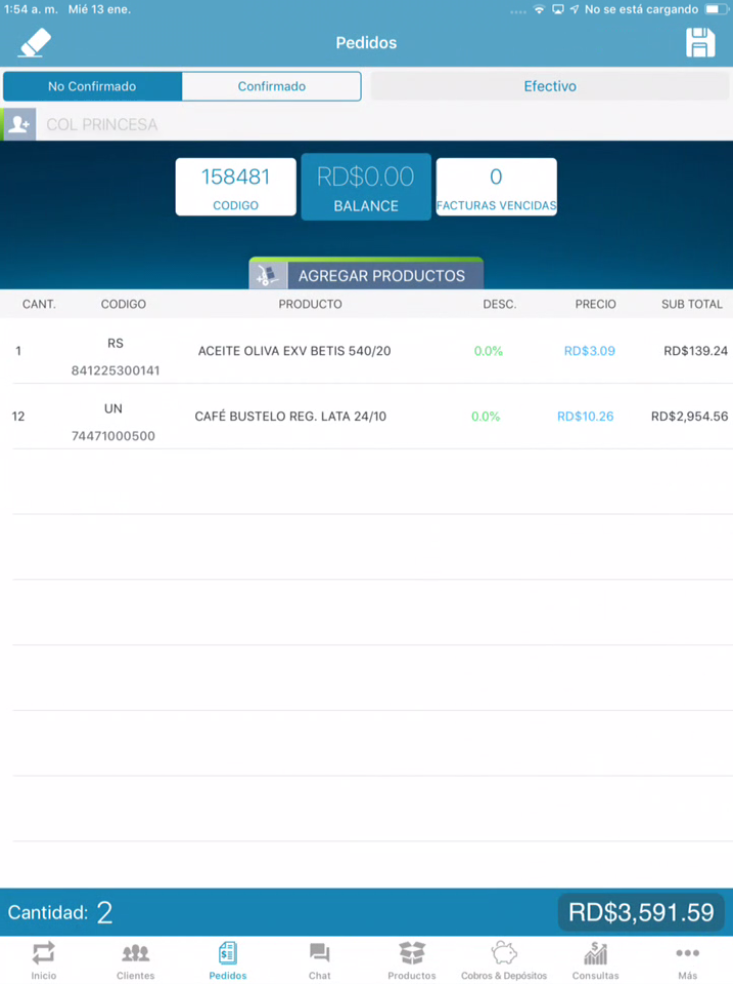 1:54 a. m. Mié 13 ene. No se está cargando
Pedidos
No Confirmado Confirmado Efectivo
COL PRINCESA
158481 RD$0.00 0
CODIGO BALANCE FACTURAS VENCIDAS
AGREGAR PRODUCTOS
CANT. CODIGO PRODUCTO DESC. PRECIO SUB TOTAL
RS
1 ACEITE OLIVA EXV BETIS 540/20 0.0% RD$3.09 RD$139.24
841225300141
UN
12 CAFÉ BUSTELO REG. LATA 24/10 0.0% RD$10.26 RD$2,954.56
74471000500
Cantidad: 2 RD$3,591.59
Inicio Clientes Pedidos Chat Productos Cobros & Depósitos Consultas Más